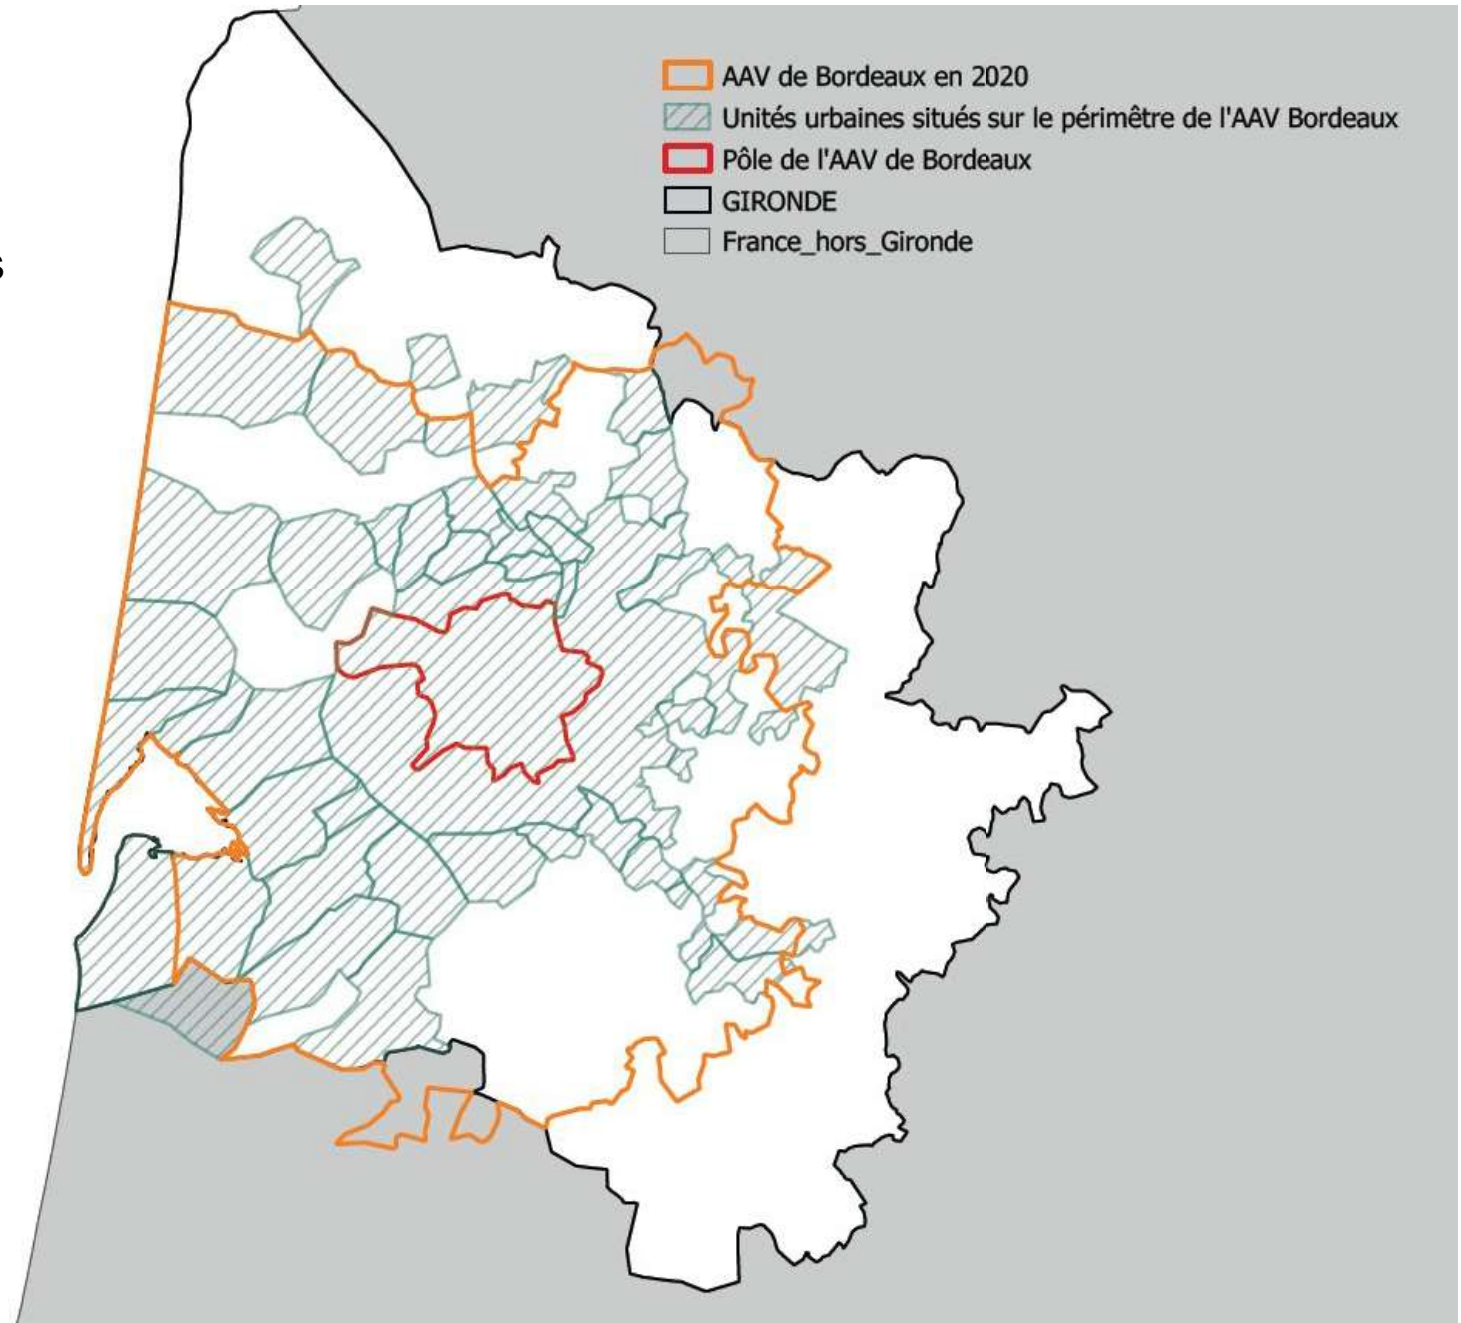 AAV de Bordeaux en 2020
Unités urbaines situés sur le périmêtre de l'AAV Bordeaux
Pôle de l'AAV de Bordeaux
GIRONDE
France_hors_Gironde
s